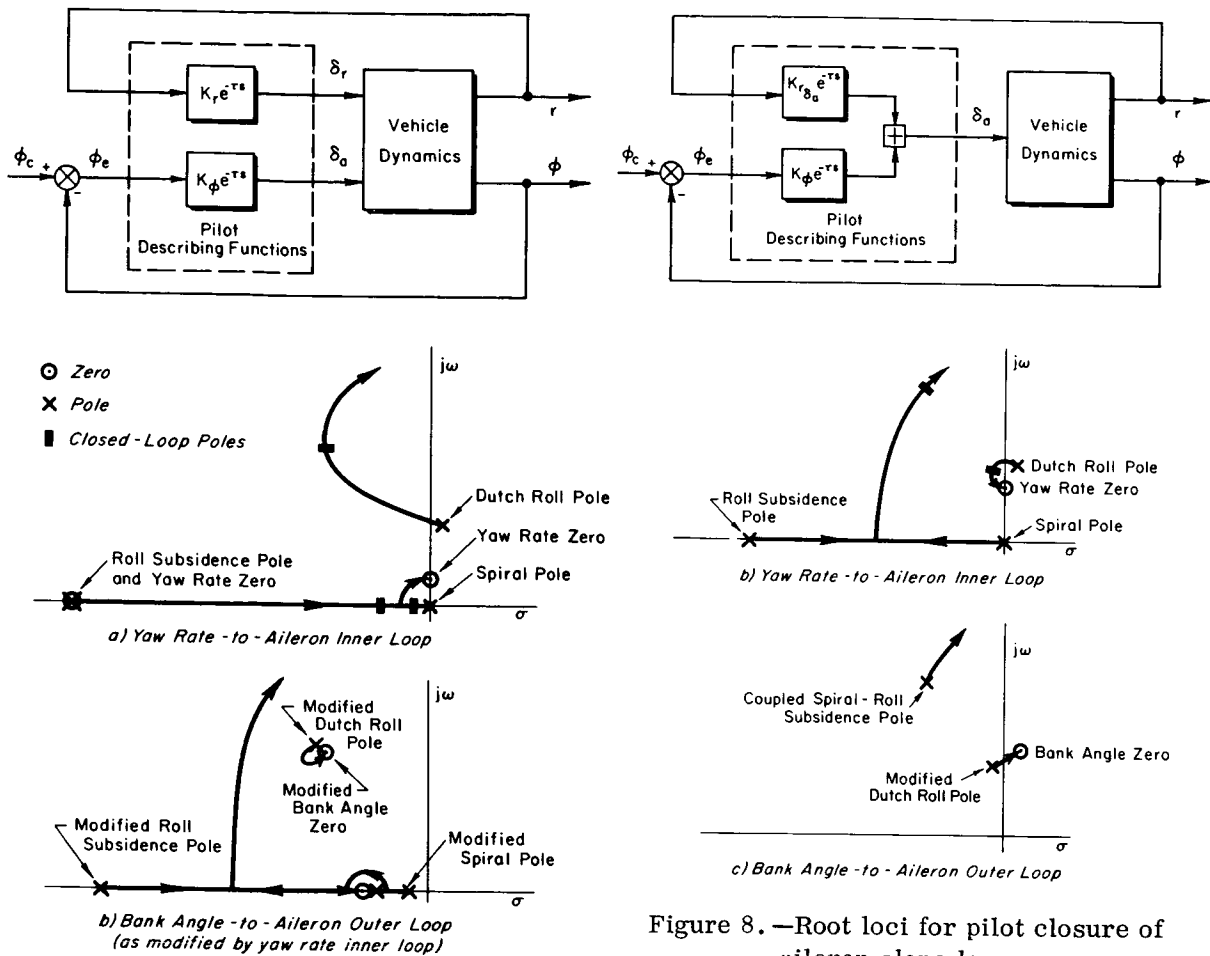 δr
Kr e^-τs
Vehicle
Dynamics
r
ϕc
+
ϕe
-
δa
Kϕ e^-τs
ϕ
Pilot
Describing Functions
Krδa e^-τs
+
δa
Vehicle
Dynamics
r
ϕc
+
ϕe
-
Kϕ e^-τs
ϕ
Pilot
Describing Functions
Zero
Pole
Closed-Loop Poles
jω
Dutch Roll Pole
Yaw Rate Zero
Spiral Pole
Roll Subsidence Pole
and Yaw Rate Zero
σ
a) Yaw Rate-to-Aileron Inner Loop
jω
Modified
Dutch Roll
Pole
Modified
Bank Angle
Zero
Modified Roll
Subsidence Pole
Modified
Spiral Pole
σ
b) Bank Angle-to-Aileron Outer Loop
(as modified by yaw rate inner loop)
jω
Dutch Roll Pole
Yaw Rate Zero
Roll Subsidence
Pole
Spiral Pole
σ
b) Yaw Rate-to-Aileron Inner Loop
jω
Coupled Spiral-Roll
Subsidence Pole
Bank Angle Zero
Modified
Dutch Roll Pole
σ
c) Bank Angle-to-Aileron Outer Loop
Figure 8.—Root loci for pilot closure of